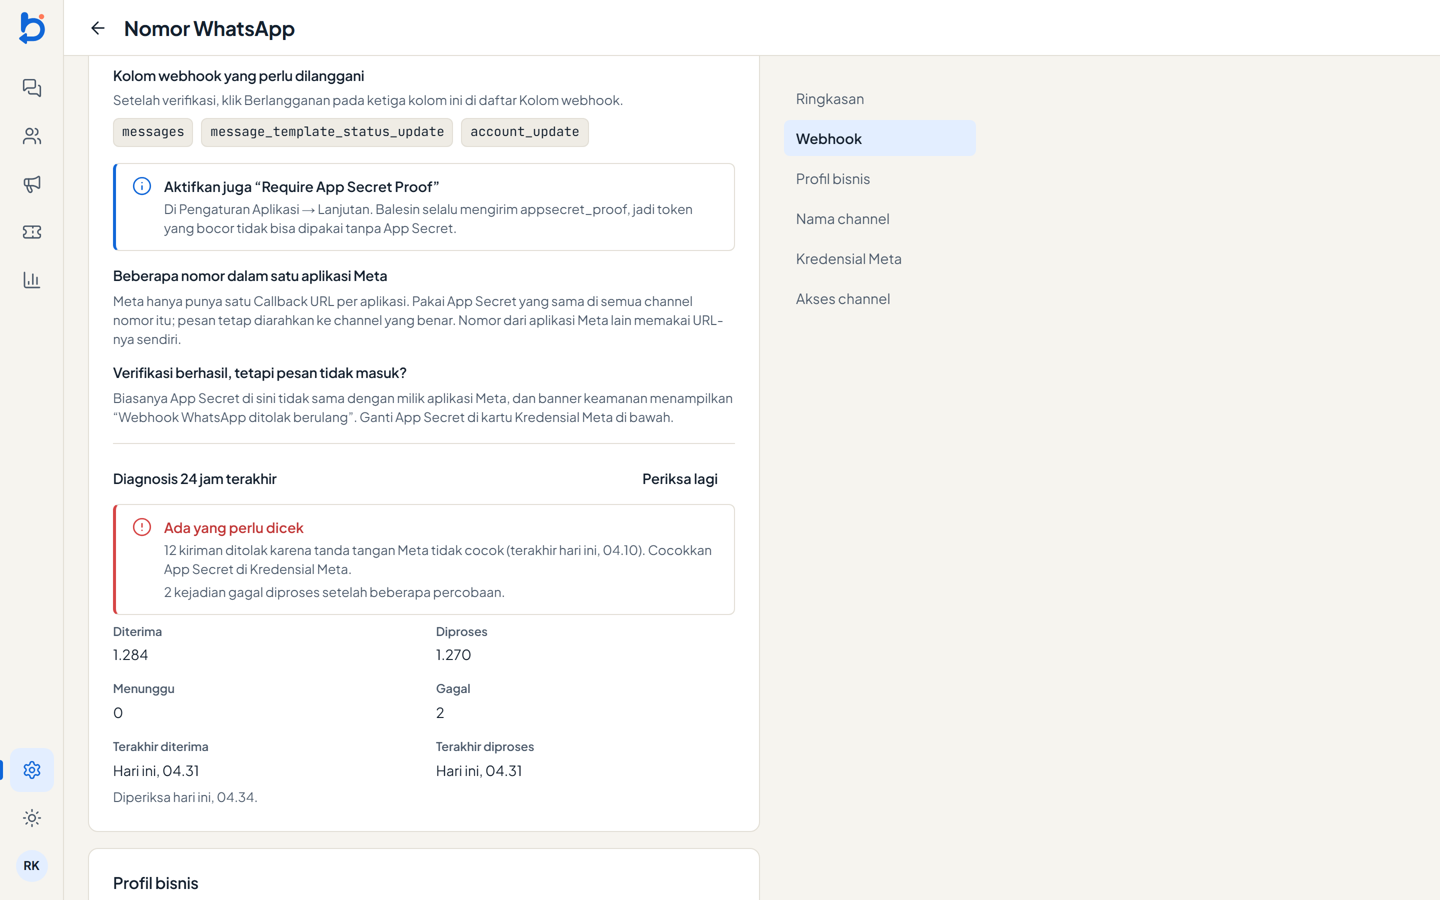 Nomor WhatsApp
Kolom webhook yang perlu dilanggani
Setelah verifikasi, klik Berlangganan pada ketiga kolom ini di daftar Kolom webhook.
messages
message_template_status_update
account_update
Aktifkan juga “Require App Secret Proof”
Di Pengaturan Aplikasi → Lanjutan. Balesin selalu mengirim appsecret_proof, jadi token
yang bocor tidak bisa dipakai tanpa App Secret.
Beberapa nomor dalam satu aplikasi Meta
Meta hanya punya satu Callback URL per aplikasi. Pakai App Secret yang sama di semua channel
nomor itu; pesan tetap diarahkan ke channel yang benar. Nomor dari aplikasi Meta lain memakai URL-
nya sendiri.
Verifikasi berhasil, tetapi pesan tidak masuk?
Biasanya App Secret di sini tidak sama dengan milik aplikasi Meta, dan banner keamanan menampilkan
“Webhook WhatsApp ditolak berulang”. Ganti App Secret di kartu Kredensial Meta di bawah.
Diagnosis 24 jam terakhir
Periksa lagi
Ada yang perlu dicek
12 kiriman ditolak karena tanda tangan Meta tidak cocok (terakhir hari ini, 04.10). Cocokkan
App Secret di Kredensial Meta.
2 kejadian gagal diproses setelah beberapa percobaan.
Diterima
1.284
Diproses
1.270
Menunggu
0
Gagal
2
Terakhir diterima
Hari ini, 04.31
Terakhir diproses
Hari ini, 04.31
Diperiksa hari ini, 04.34.
Profil bisnis
Ringkasan
Webhook
Profil bisnis
Nama channel
Kredensial Meta
Akses channel
RK